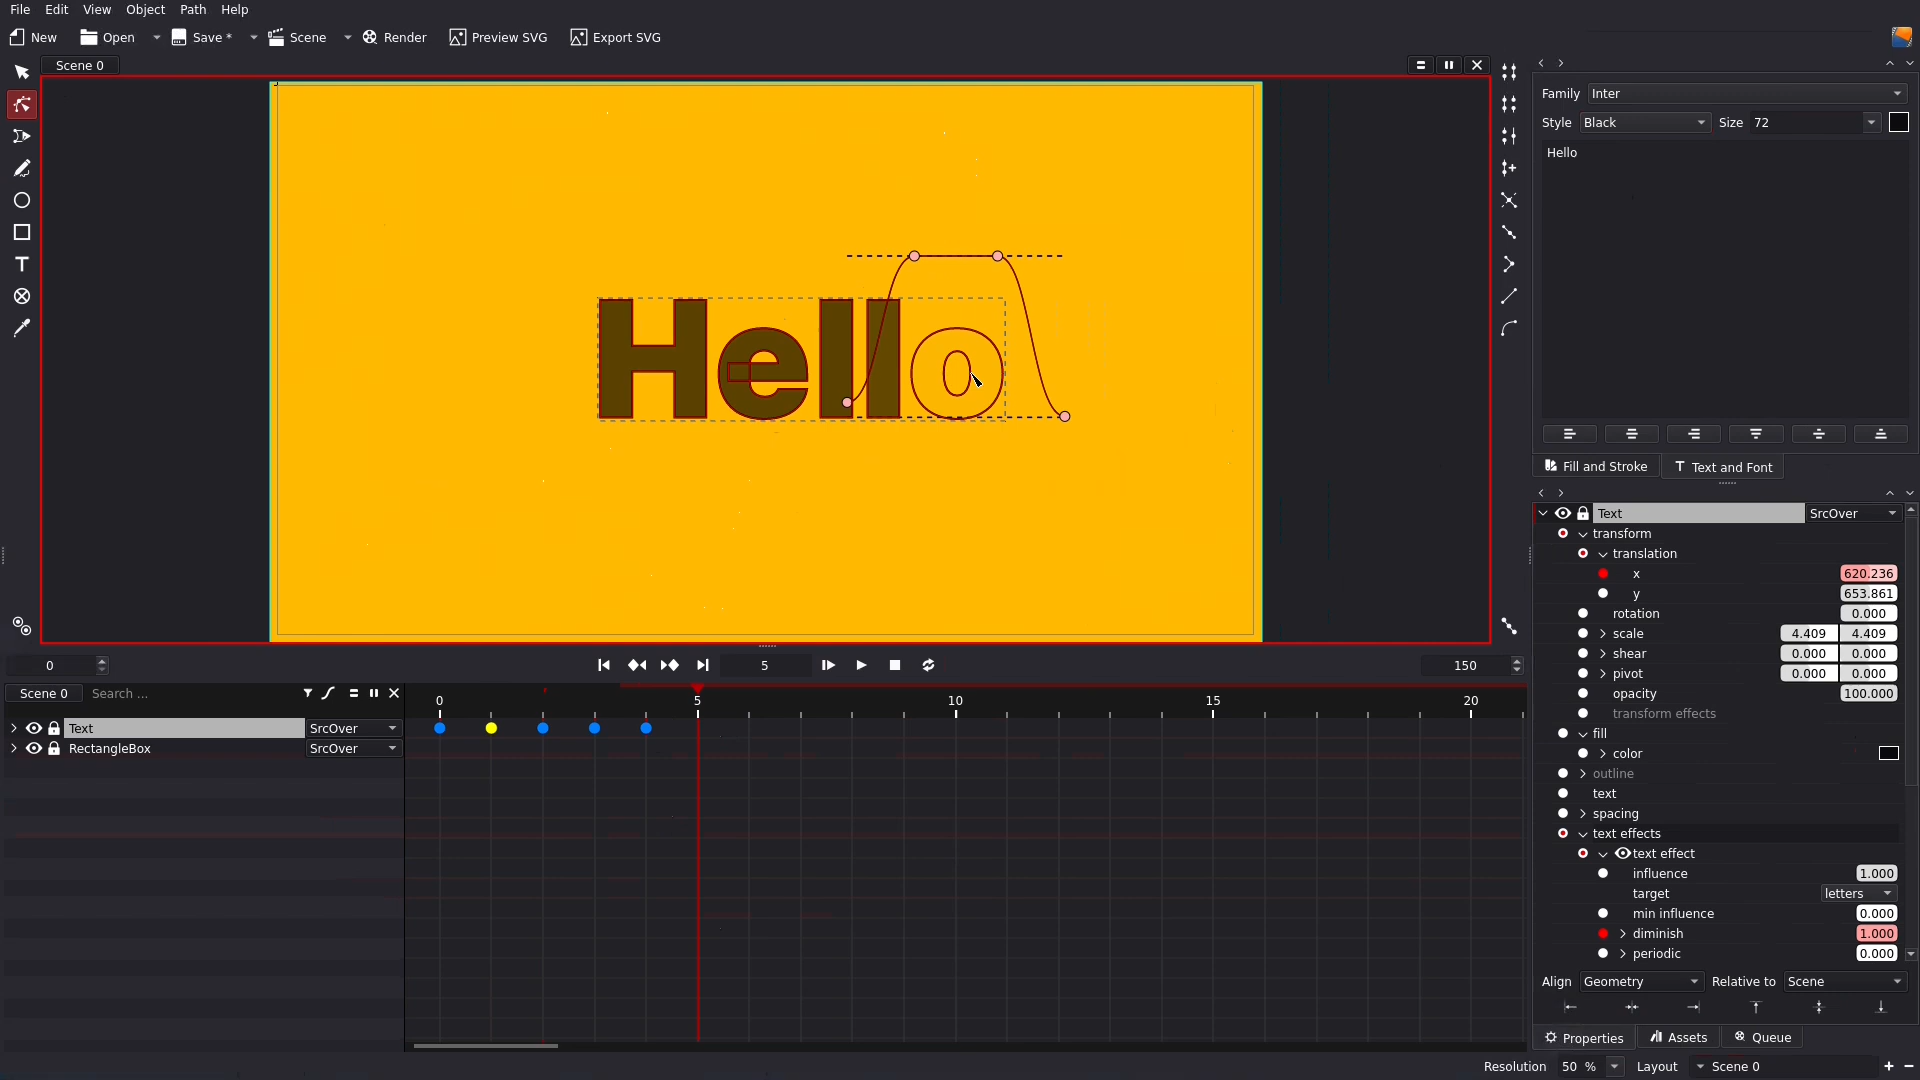 File Edit View Object Path Help
New Open Save * Scene Render Preview SVG Export SVG
Scene 0
Family Inter
Style Black Size 72
Hello
Hello
Fill and Stroke Text and Font
Text SrcOver
transform
translation
x 620.236
y 653.861
rotation 0.000
scale 4.409 4.409
shear 0.000 0.000
pivot 0.000 0.000
opacity 100.000
transform effects
fill
color
outline
text
spacing
text effects
text effect
influence 1.000
target letters
min influence 0.000
diminish 1.000
periodic 0.000
Align Geometry Relative to Scene
Properties Assets Queue
0 5 150
Scene 0 Search ... 0 5 10 15 20
Text SrcOver
RectangleBox SrcOver
Resolution 50 % Layout Scene 0